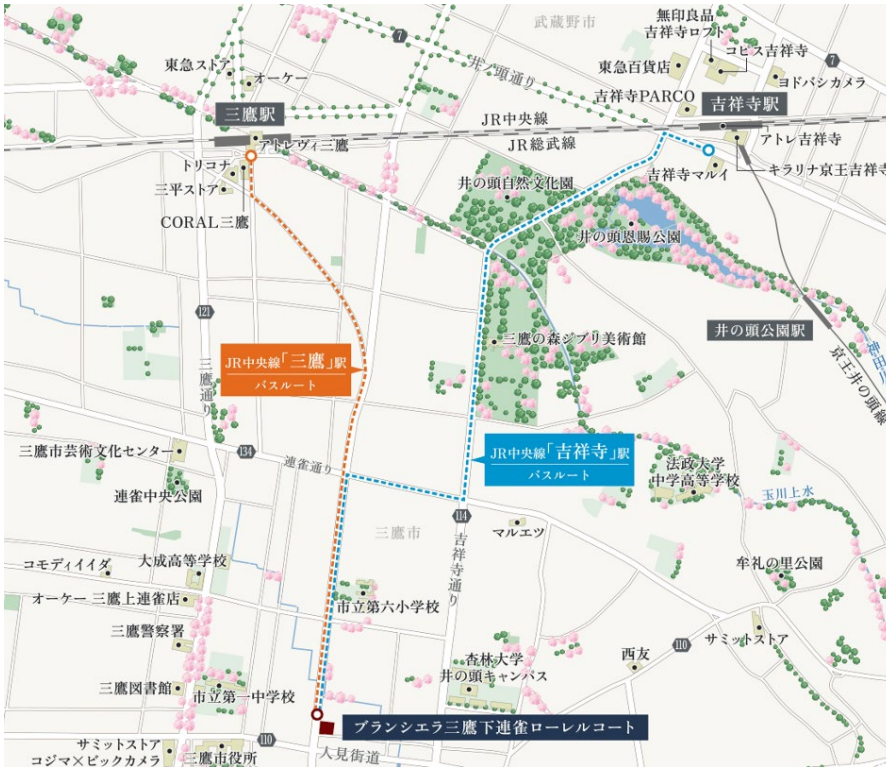 武蔵野市
無印良品
吉祥寺ロフト
コピス吉祥寺
7
井ノ頭通り
東急ストア
オーケー
東急百貨店
7
ヨドバシカメラ
吉祥寺PARCO
三鷹駅
吉祥寺駅
JR中央線
アトレヴィ三鷹
JR総武線
アトレ吉祥寺
トリコナ
三平ストア
CORAL三鷹
井の頭自然文化園
吉祥寺マルイ
キラリナ京王吉祥寺
井の頭恩賜公園
121
三鷹通り
三鷹の森ジブリ美術館
井の頭公園駅
神田川
京王井の頭線
JR中央線「三鷹」駅
バスルート
三鷹市芸術文化センター
134
連雀通り
JR中央線「吉祥寺」駅
バスルート
法政大学
中学高等学校
玉川上水
連雀中央公園
三鷹市
114
吉祥寺通り
マルエツ
コモディイイダ
大成高等学校
牟礼の里公園
オーケー 三鷹上連雀店
市立第六小学校
三鷹警察署
サミットストア
110
西友
杏林大学
井の頭キャンパス
三鷹図書館
市立第一中学校
ブランシエラ三鷹下連雀ローレルコート
サミットストア
コジマ×ビックカメラ
三鷹市役所
110
人見街道